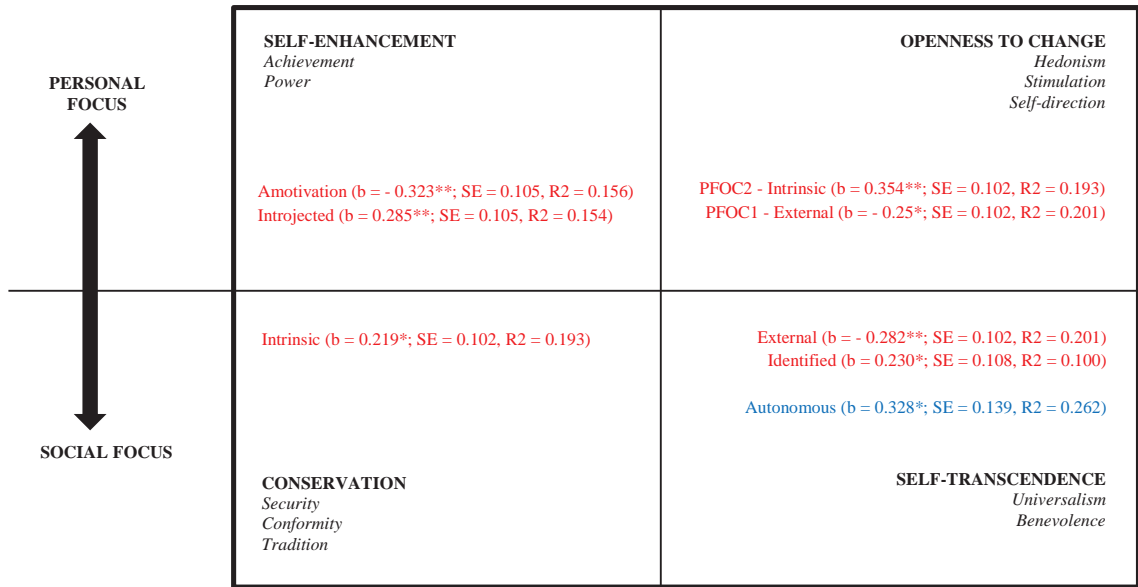 PERSONAL
FOCUS
SOCIAL FOCUS
SELF-ENHANCEMENT
Achievement
Power
Amotivation (b = - 0.323**; SE = 0.105, R2 = 0.156)
Introjected (b = 0.285**; SE = 0.105, R2 = 0.154)
OPENNESS TO CHANGE
Hedonism
Stimulation
Self-direction
PFOC2 - Intrinsic (b = 0.354**; SE = 0.102, R2 = 0.193)
PFOC1 - External (b = - 0.25*; SE = 0.102, R2 = 0.201)
Intrinsic (b = 0.219*; SE = 0.102, R2 = 0.193)
CONSERVATION
Security
Conformity
Tradition
External (b = - 0.282**; SE = 0.102, R2 = 0.201)
Identified (b = 0.230*; SE = 0.108, R2 = 0.100)
Autonomous (b = 0.328*; SE = 0.139, R2 = 0.262)
SELF-TRANSCENDENCE
Universalism
Benevolence